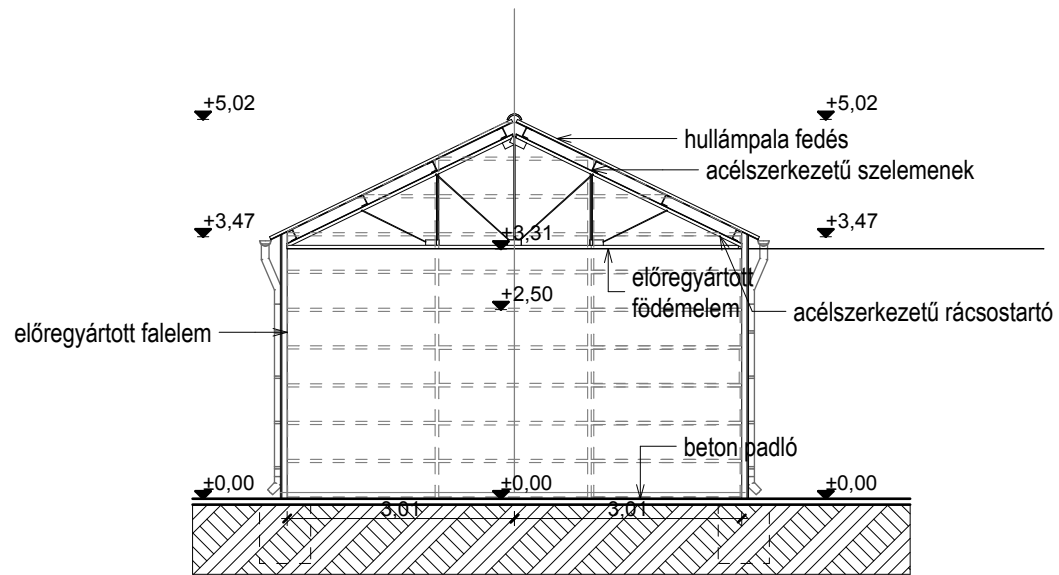 +5,02
+5,02
hullámpala fedés
acélszerkezetű szelemenek
+3,47
+3,31
+3,47
előregyártott
födémelem
+2,50
acélszerkezetű rácsostartó
előregyártott falelem
beton padló
+0,00
+0,00
+0,00
3,01
3,01